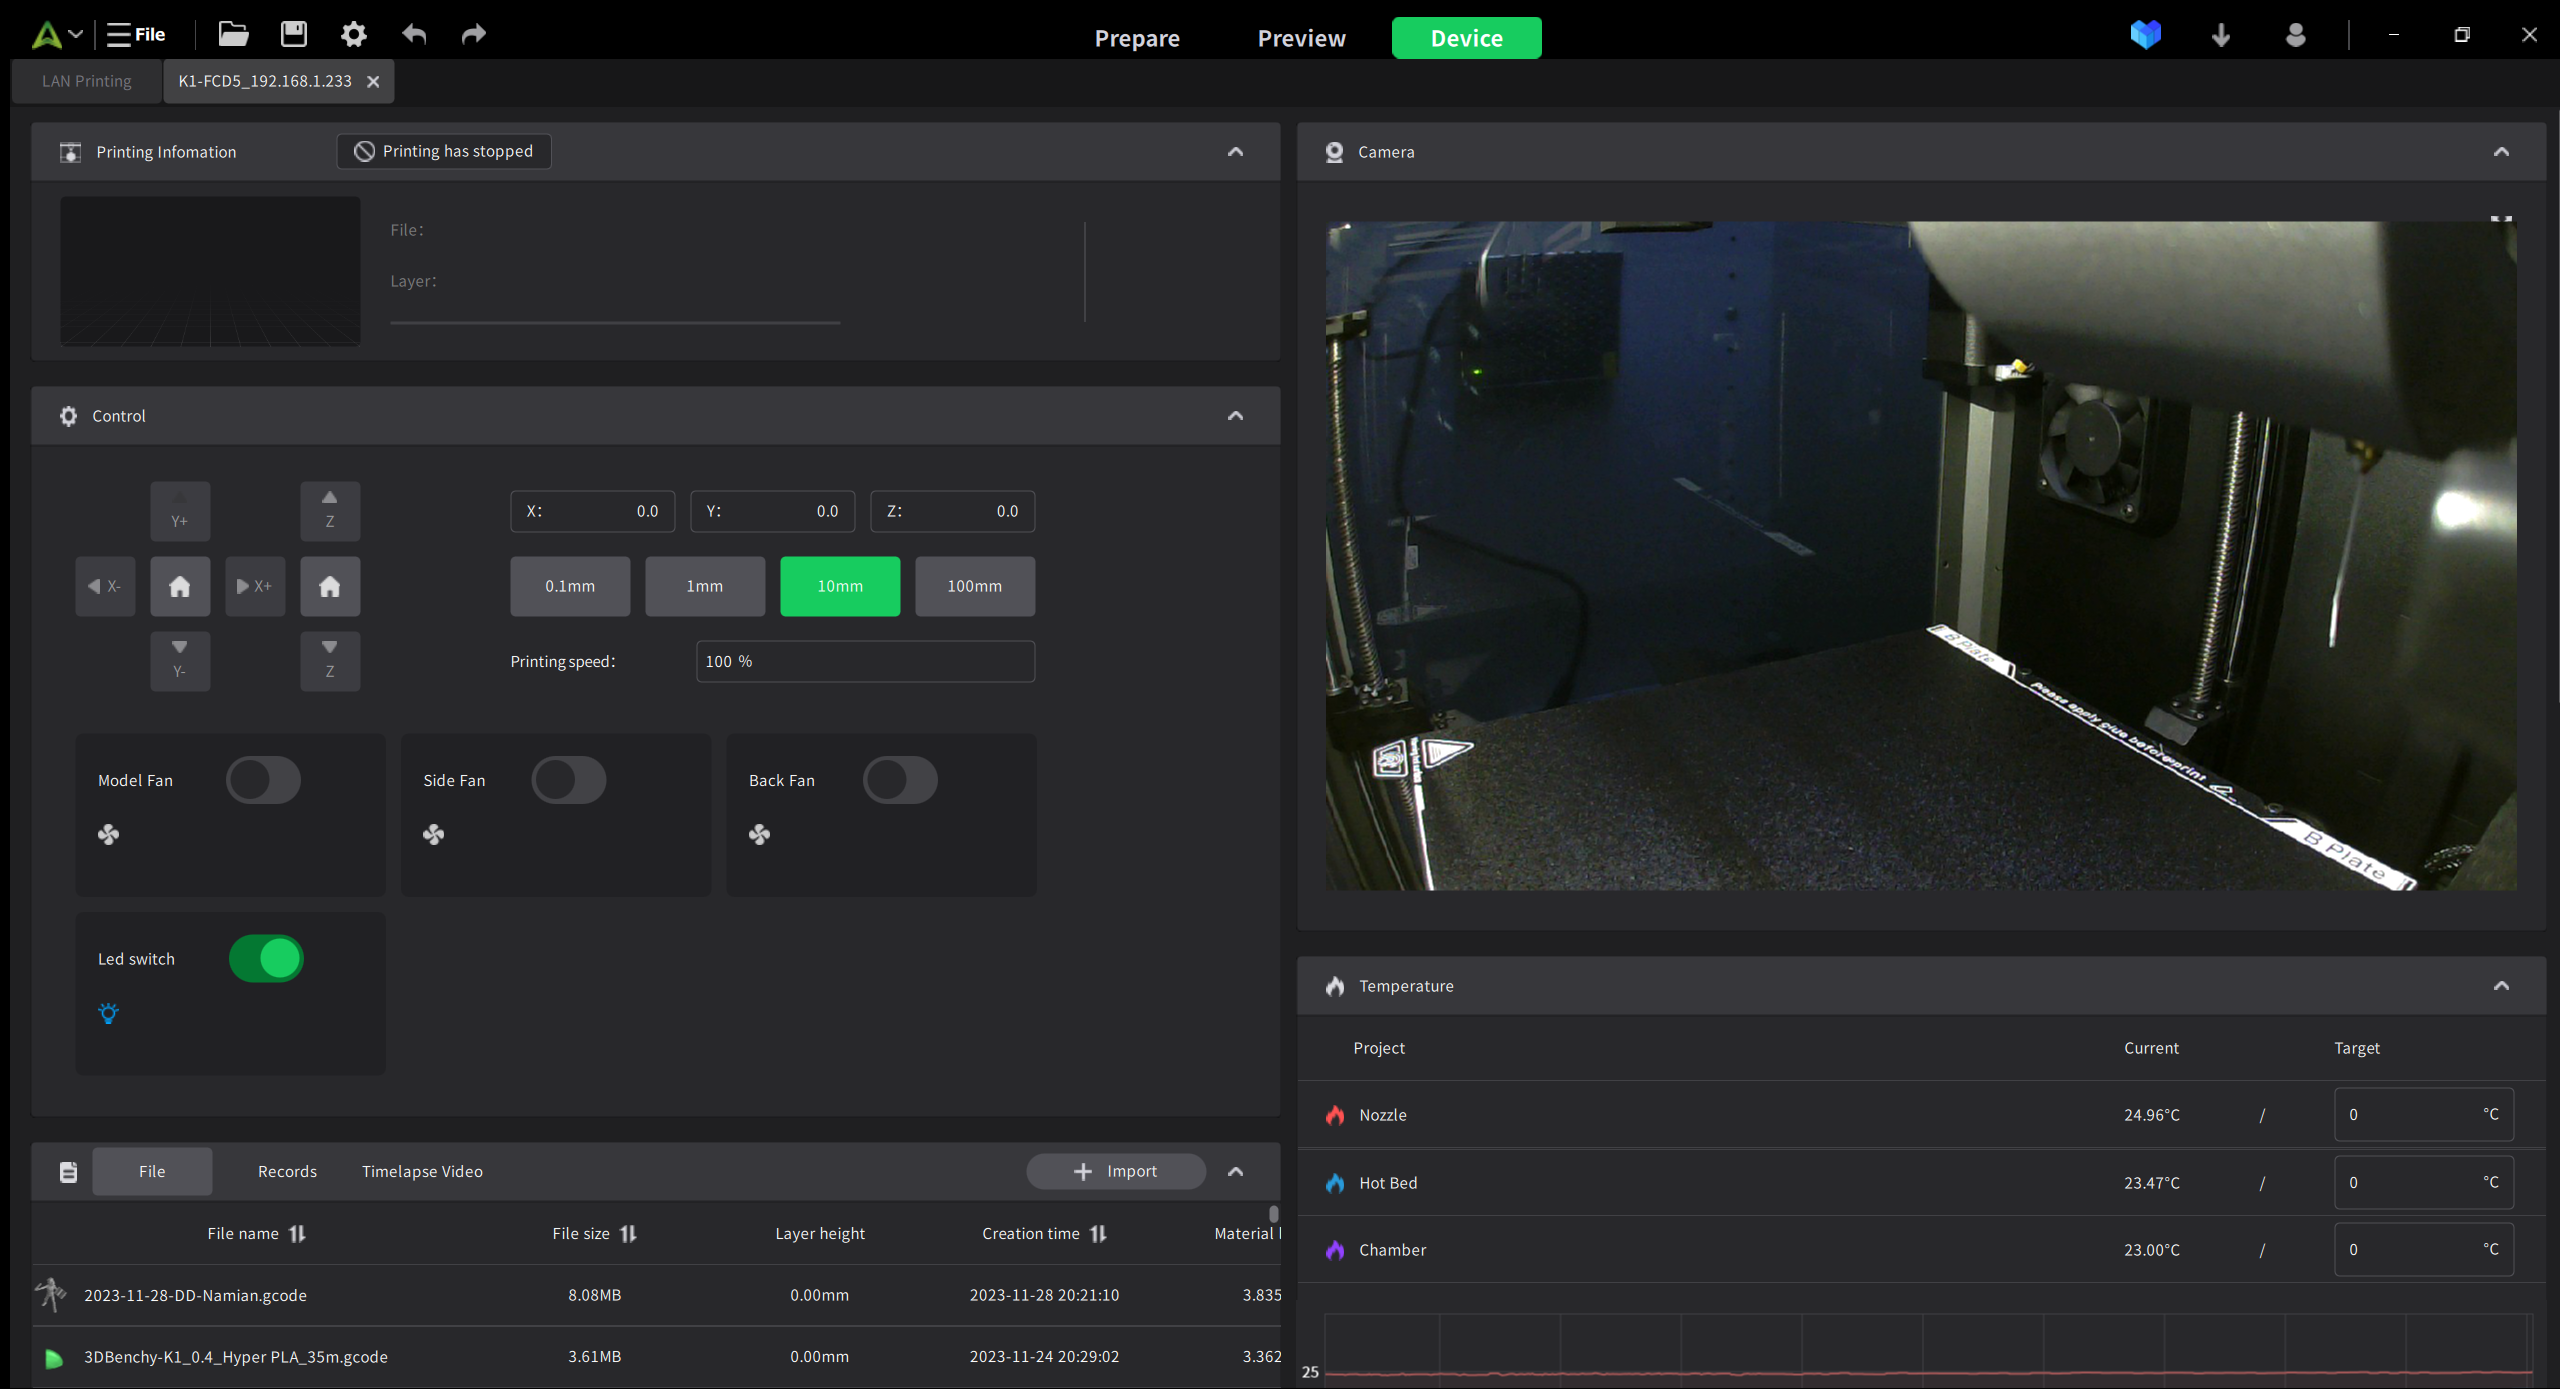 File
Prepare
Preview
Device
LAN Printing
K1-FCD5_192.168.1.233
Printing Infomation
Printing has stopped
File:
Layer:
Control
Y+
Z
X-
X+
Y-
Z
X: 0.0
Y: 0.0
Z: 0.0
0.1mm
1mm
10mm
100mm
Printing speed:
100 %
Model Fan
Side Fan
Back Fan
Led switch
File
Records
Timelapse Video
Import
File name
File size
Layer height
Creation time
Material
2023-11-28-DD-Namian.gcode 8.08MB 0.00mm 2023-11-28 20:21:10 3.835
3DBenchy-K1_0.4_Hyper PLA_35m.gcode 3.61MB 0.00mm 2023-11-24 20:29:02 3.362
Camera
B Plate
please apply glue before print
B Plate
Temperature
Project Current Target
Nozzle 24.96°C / 0 °C
Hot Bed 23.47°C / 0 °C
Chamber 23.00°C / 0 °C
25